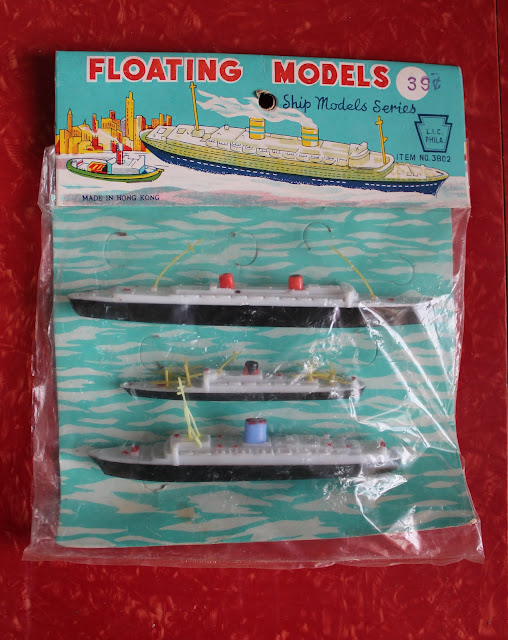 FLOATING MODELS
39¢
Ship Models Series
L.I.C.
PHILA.
ITEM NO. 3802
MADE IN HONG KONG